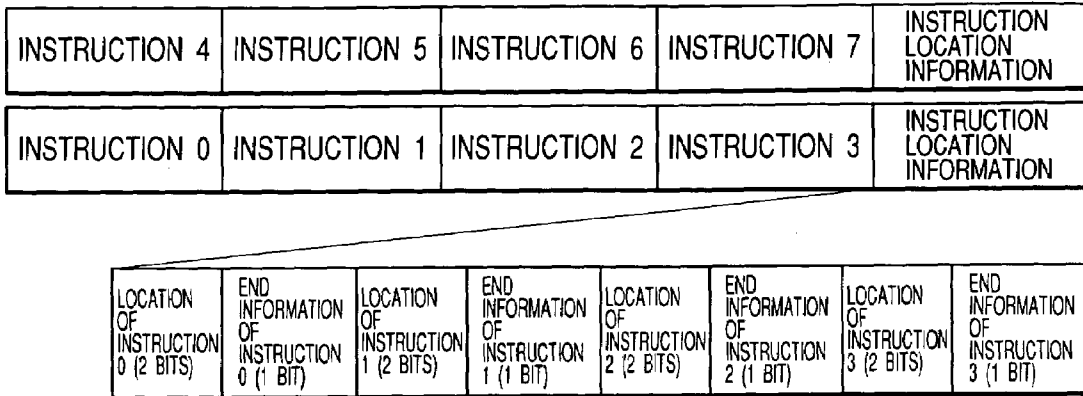 INSTRUCTION 4
INSTRUCTION 5
INSTRUCTION 6
INSTRUCTION 7
INSTRUCTION
LOCATION
INFORMATION
INSTRUCTION 0
INSTRUCTION 1
INSTRUCTION 2
INSTRUCTION 3
INSTRUCTION
LOCATION
INFORMATION
LOCATION
OF
INSTRUCTION
0 (2 BITS)
END
INFORMATION
OF
INSTRUCTION
0 (1 BIT)
LOCATION
OF
INSTRUCTION
1 (2 BITS)
END
INFORMATION
OF
INSTRUCTION
1 (1 BIT)
LOCATION
OF
INSTRUCTION
2 (2 BITS)
END
INFORMATION
OF
INSTRUCTION
2 (1 BIT)
LOCATION
OF
INSTRUCTION
3 (2 BITS)
END
INFORMATION
OF
INSTRUCTION
3 (1 BIT)